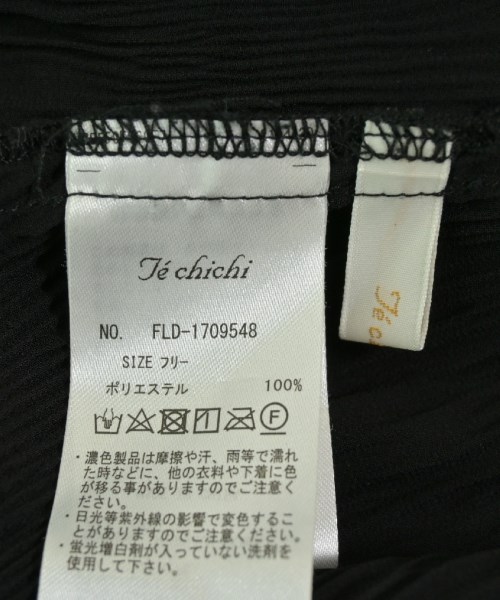 Té chichi
NO. FLD-1709548
SIZE フリー
ポリエステル 100%
F
・濃色製品は摩擦や汗、雨等で濡れ
た時などに、他の衣料や下着に色
が移る事がありますのでご注意く
ださい。
・日光等紫外線の影響で変色するこ
とがありますのでご注意ください。
・蛍光増白剤が入っていない洗剤を
使用して下さい。
Té c